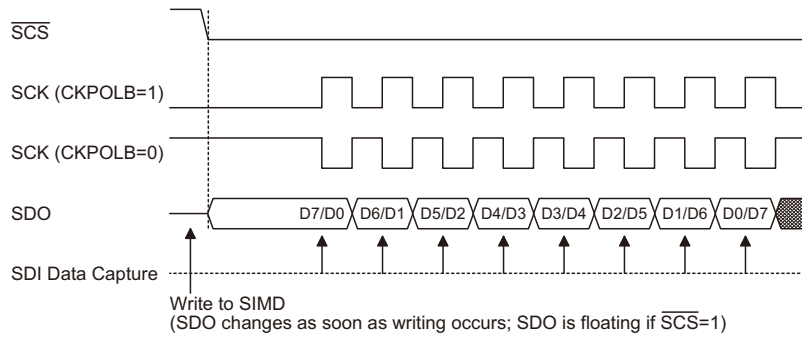 SCS
SCK (CKPOLB=1)
SCK (CKPOLB=0)
SDO D7/D0 D6/D1 D5/D2 D4/D3 D3/D4 D2/D5 D1/D6 D0/D7
SDI Data Capture
Write to SIMD
(SDO changes as soon as writing occurs; SDO is floating if SCS=1)